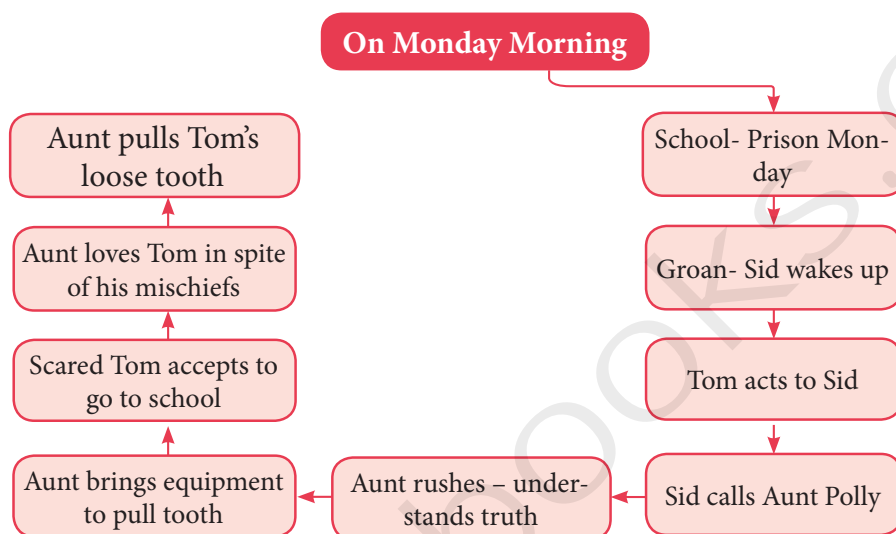 On Monday Morning
School- Prison Mon-
day
Groan- Sid wakes up
Tom acts to Sid
Sid calls Aunt Polly
Aunt rushes – under-
stands truth
Aunt brings equipment
to pull tooth
Scared Tom accepts to
go to school
Aunt loves Tom in spite
of his mischiefs
Aunt pulls Tom's
loose tooth